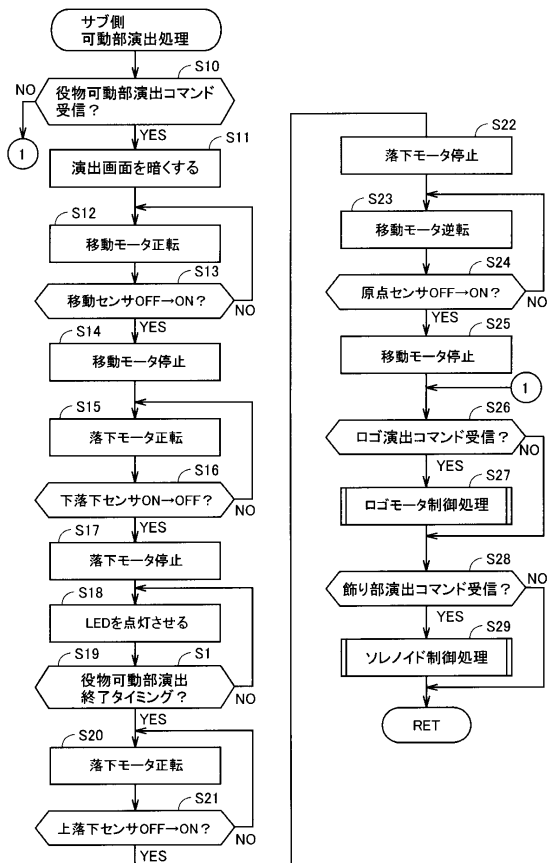 サブ側
可動部演出処理
S10
NO
役物可動部演出コマンド
受信？
YES
1
S11
演出画面を暗くする
S12
移動モータ正転
S13
移動センサOFF→ON？
NO
YES
S14
移動モータ停止
S15
落下モータ正転
S16
下落下センサON→OFF？
NO
YES
S17
落下モータ停止
S18
LEDを点灯させる
S19
S1
役物可動部演出
終了タイミング？
NO
YES
S20
落下モータ正転
S21
上落下センサOFF→ON？
NO
YES
S22
落下モータ停止
S23
移動モータ逆転
S24
原点センサOFF→ON？
NO
YES
S25
移動モータ停止
1
S26
ロゴ演出コマンド受信？
NO
YES
S27
ロゴモータ制御処理
S28
飾り部演出コマンド受信？
NO
YES
S29
ソレノイド制御処理
RET